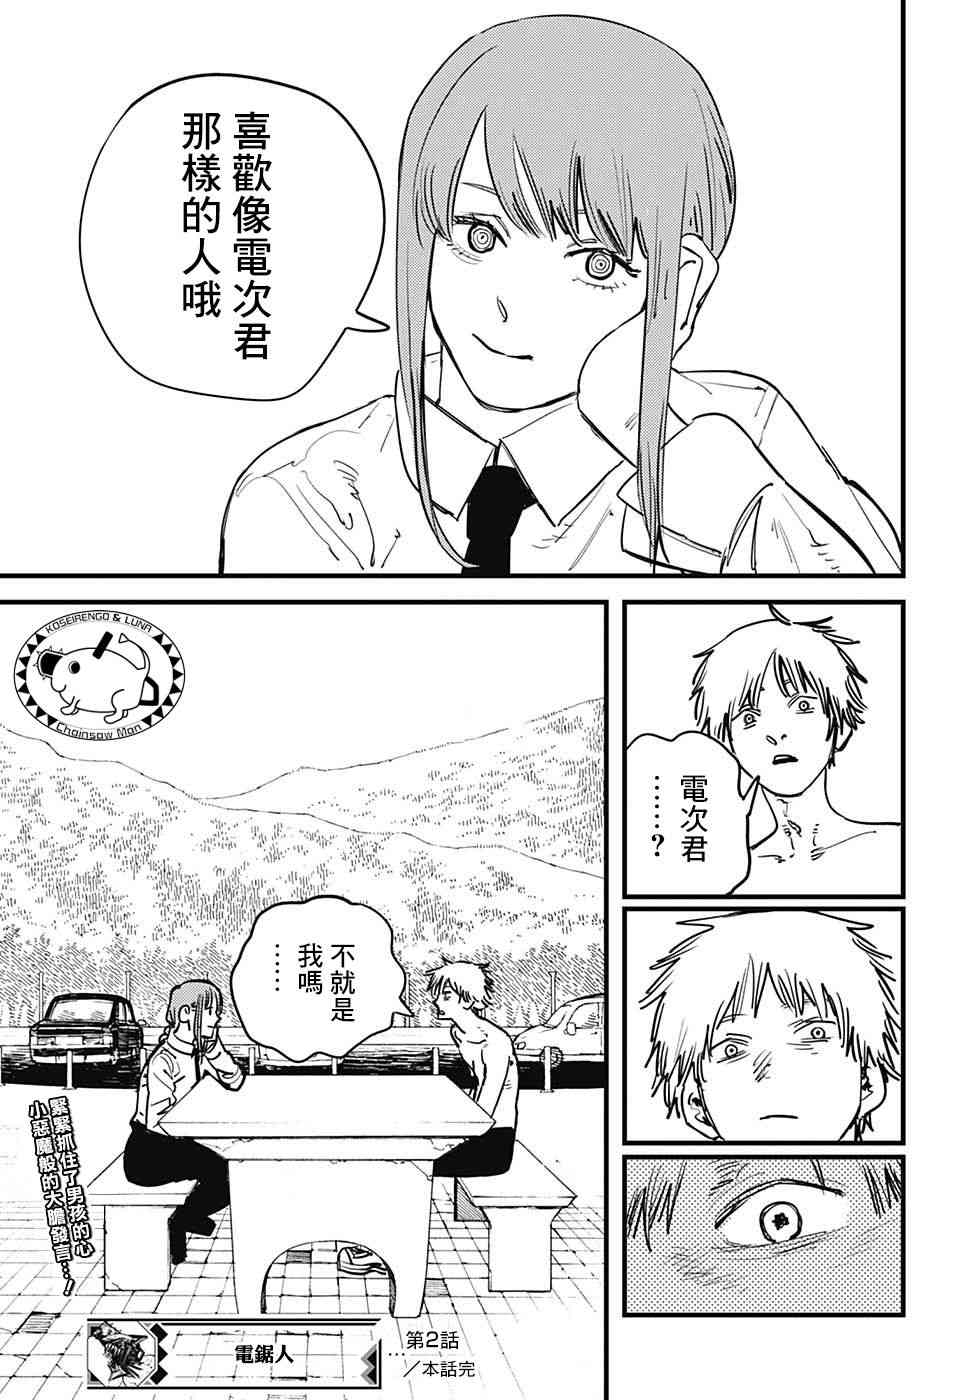 喜歡像電次君
那樣的人哦
電次君
……?
不就是
我嗎
……
KOSEIRENGO & LUNA
Chainsaw Man
緊緊抓住了男孩的心
小惡魔般的大膽發言…！
電鋸人
…第2話
／本話完